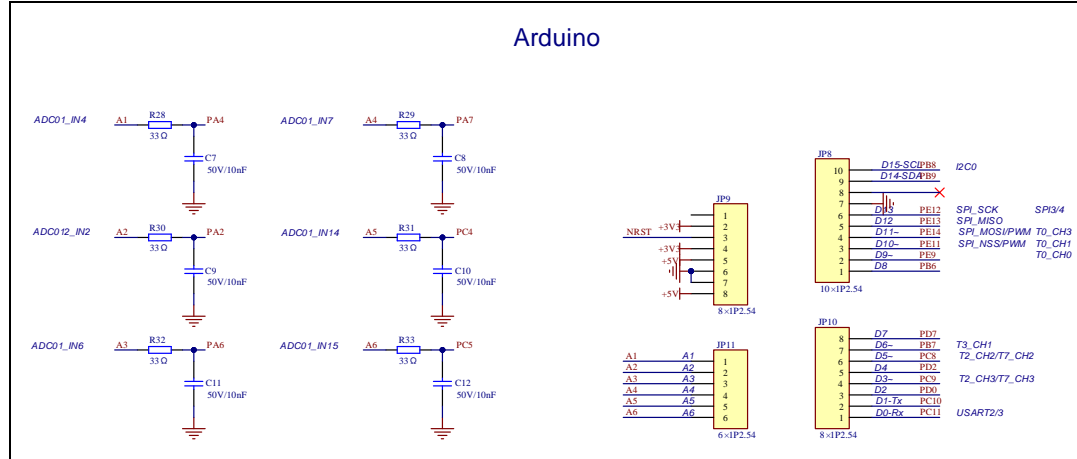 Arduino
ADC01_IN4 A1 R28 33Ω PA4
C7
50V/10nF
ADC01_IN7 A4 R29 33Ω PA7
C8
50V/10nF
ADC012_IN2 A2 R30 33Ω PA2
C9
50V/10nF
ADC01_IN14 A5 R31 33Ω PC4
C10
50V/10nF
ADC01_IN6 A3 R32 33Ω PA6
C11
50V/10nF
ADC01_IN15 A6 R33 33Ω PC5
C12
50V/10nF
JP9
1
+3V3 2
NRST 3
+3V3 4
+5V 5
6
7
+5V 8
8×1P2.54
JP11
A1 A1 1
A2 A2 2
A3 A3 3
A4 A4 4
A5 A5 5
A6 A6 6
6×1P2.54
JP8
10 D15-SCL PB8 I2C0
9 D14-SDA PB9
8
7
6 D13 PE12 SPI_SCK SPI3/4
5 D12 PE13 SPI_MISO
4 D11~ PE14 SPI_MOSI/PWM T0_CH3
3 D10~ PE11 SPI_NSS/PWM T0_CH1
2 D9~ PE9 T0_CH0
1 D8 PB6
10×1P2.54
JP10
8 D7 PD7
7 D6~ PB7 T3_CH1
6 D5~ PC8 T2_CH2/T7_CH2
5 D4 PD2
4 D3~ PC9 T2_CH3/T7_CH3
3 D2 PD0
2 D1-Tx PC10
1 D0-Rx PC11 USART2/3
8×1P2.54